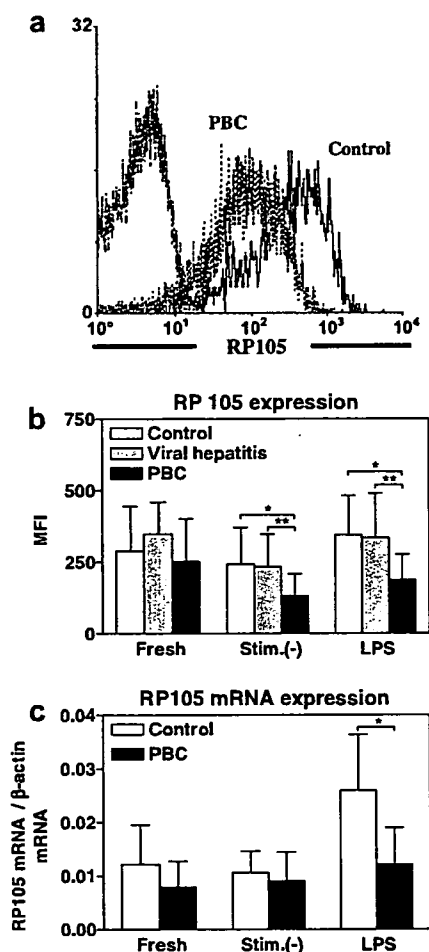 a
32
PBC
Control
0
10⁰ 10¹ 10² 10³ 10⁴
RP105
b
RP 105 expression
750
500
250
0
MFI
Control
Viral hepatitis
PBC
*
**
*
**
Fresh Stim.(-) LPS
c
RP105 mRNA expression
0.04
0.03
0.02
0.01
0
RP105 mRNA / β-actin
mRNA
Control
PBC
*
Fresh Stim.(-) LPS